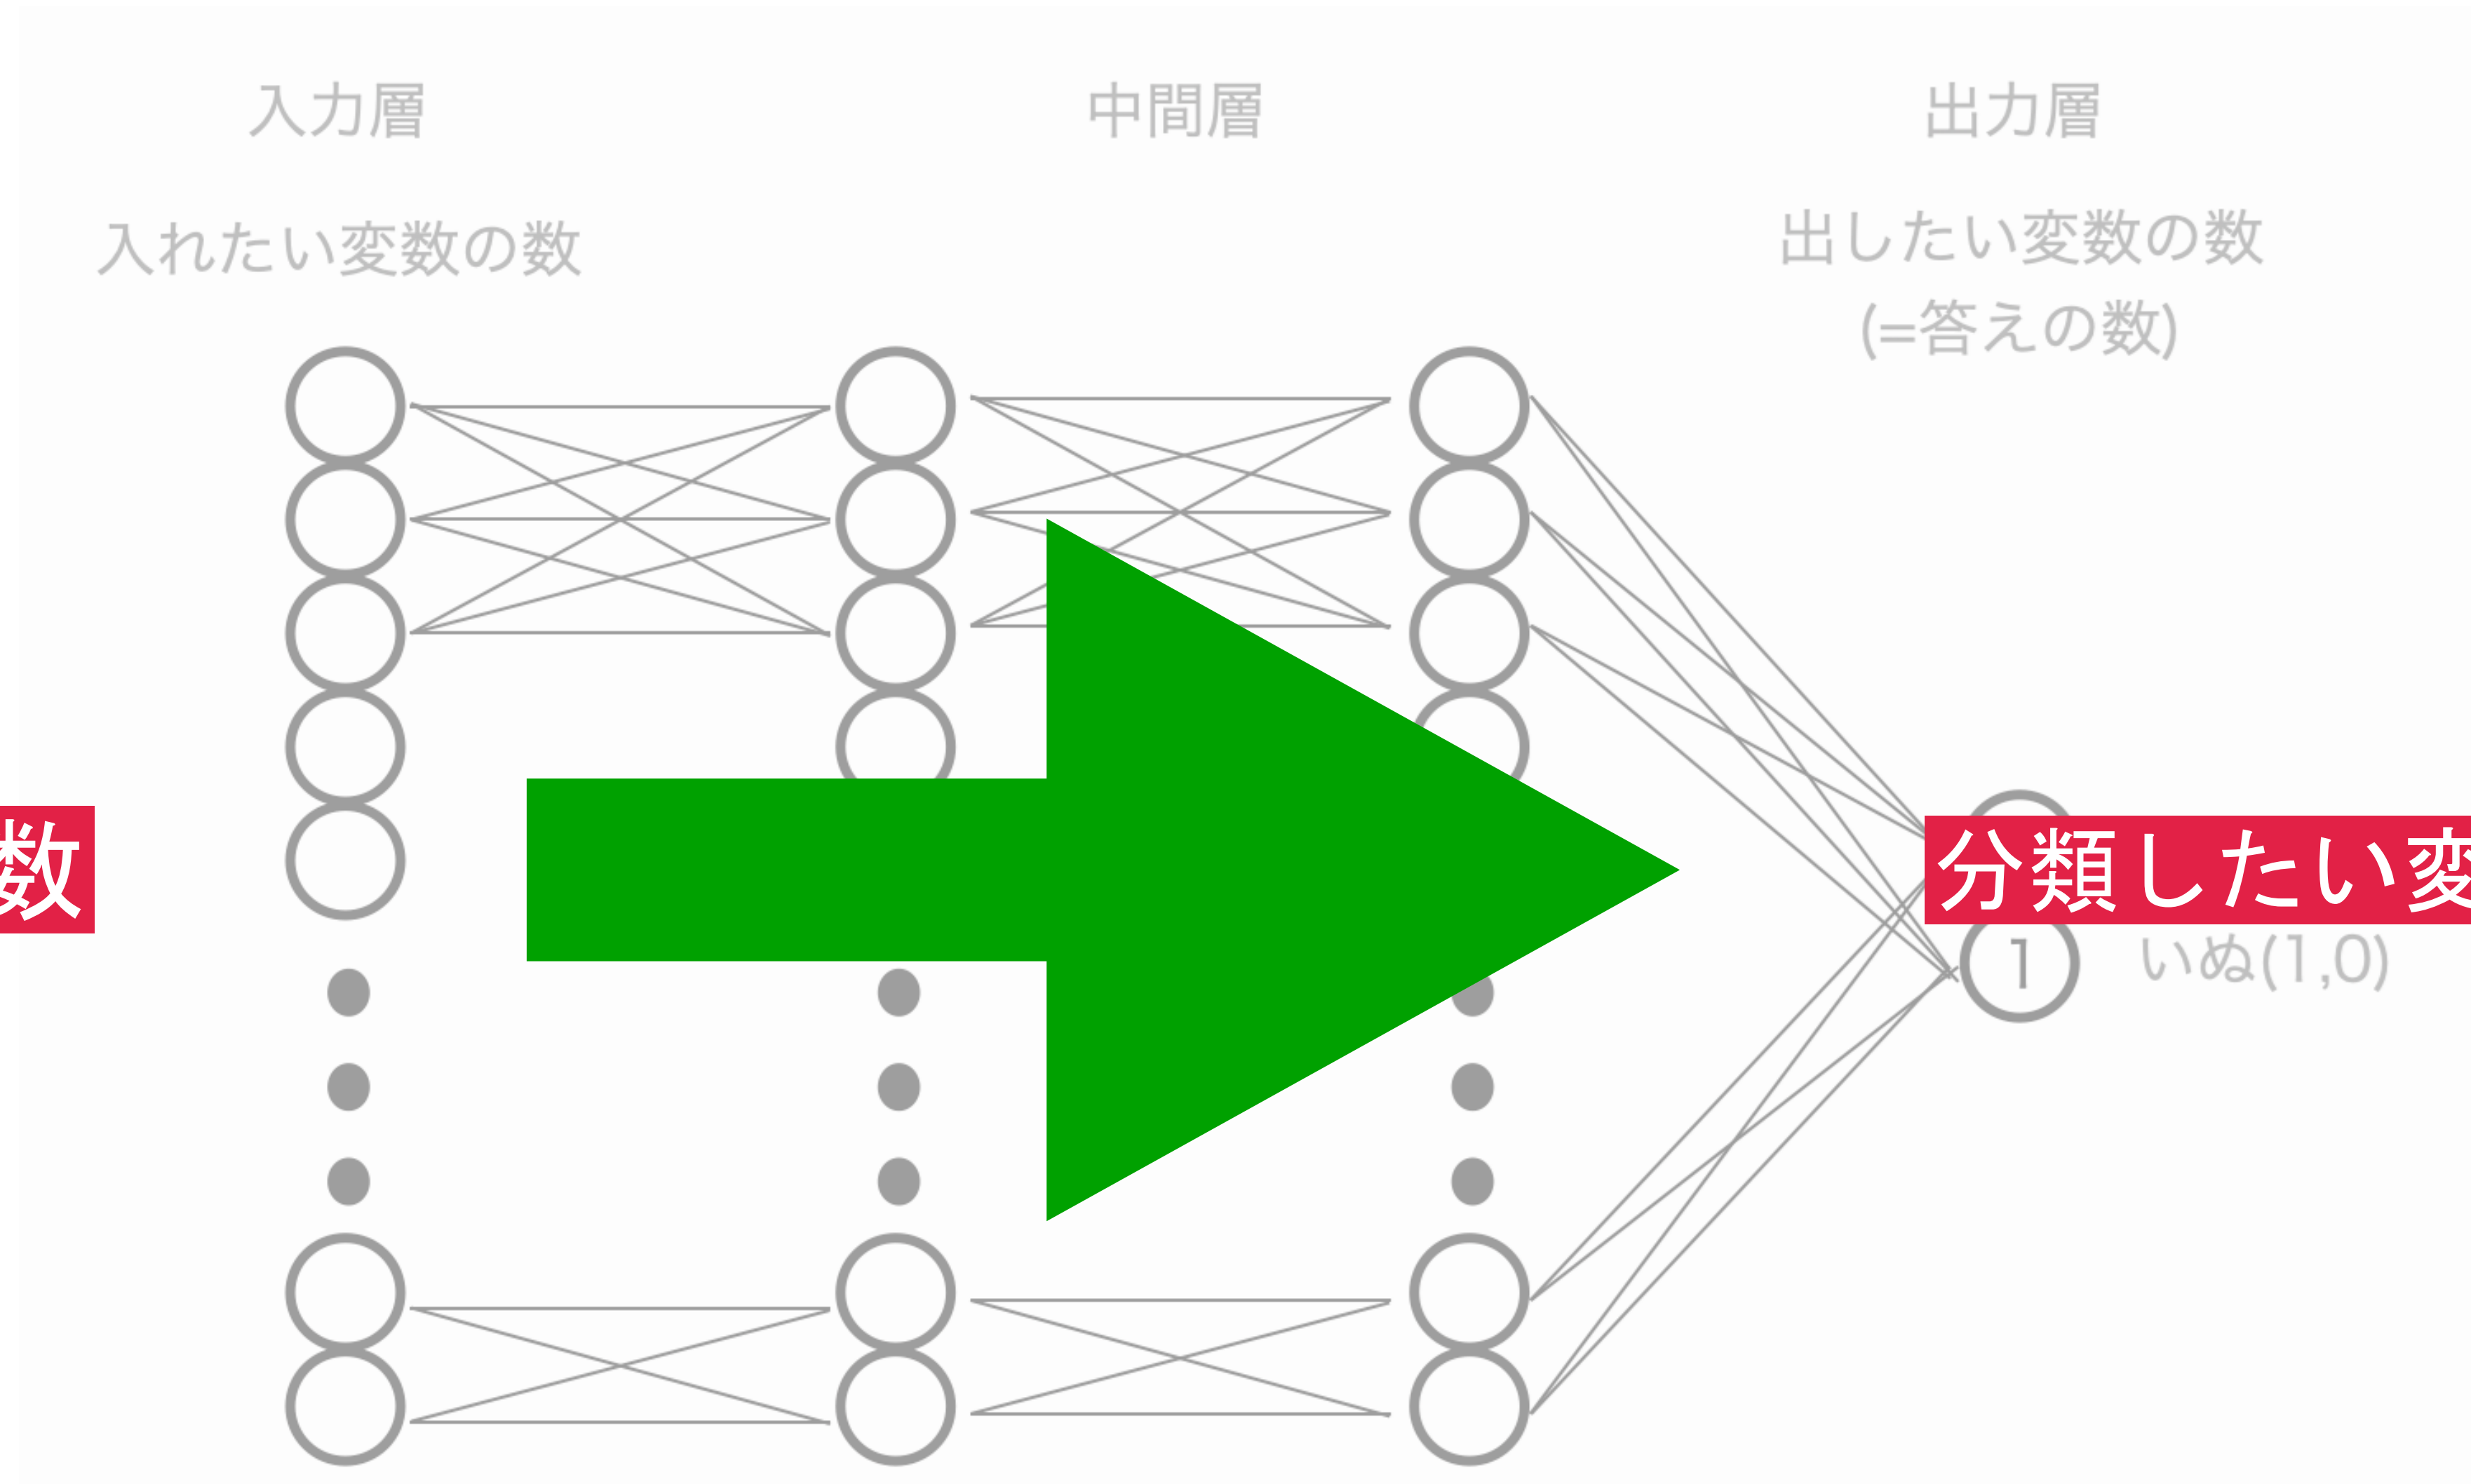 入力層
中間層
出力層
入れたい変数の数
出したい変数の数
(=答えの数)
数
分類したい変
1
いぬ(1,0)